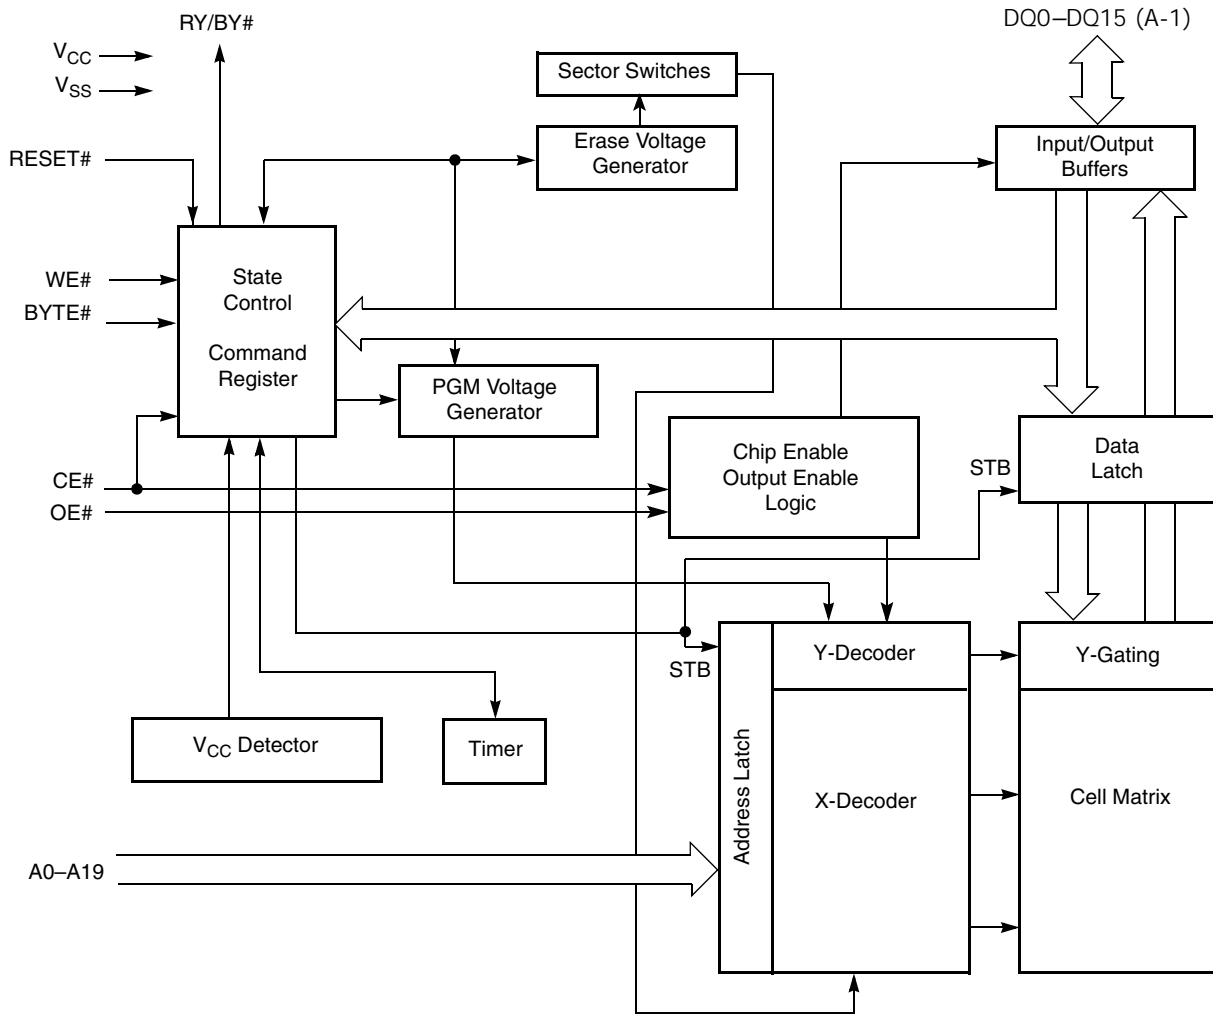 RY/BY#
DQ0–DQ15 (A-1)
VCC
VSS
Sector Switches
RESET#
Erase Voltage
Generator
Input/Output
Buffers
WE#
BYTE#
State
Control
Command
Register
PGM Voltage
Generator
CE#
OE#
Chip Enable
Output Enable
Logic
STB
Data
Latch
STB
Y-Decoder
Y-Gating
VCC Detector
Timer
Address Latch
X-Decoder
Cell Matrix
A0–A19